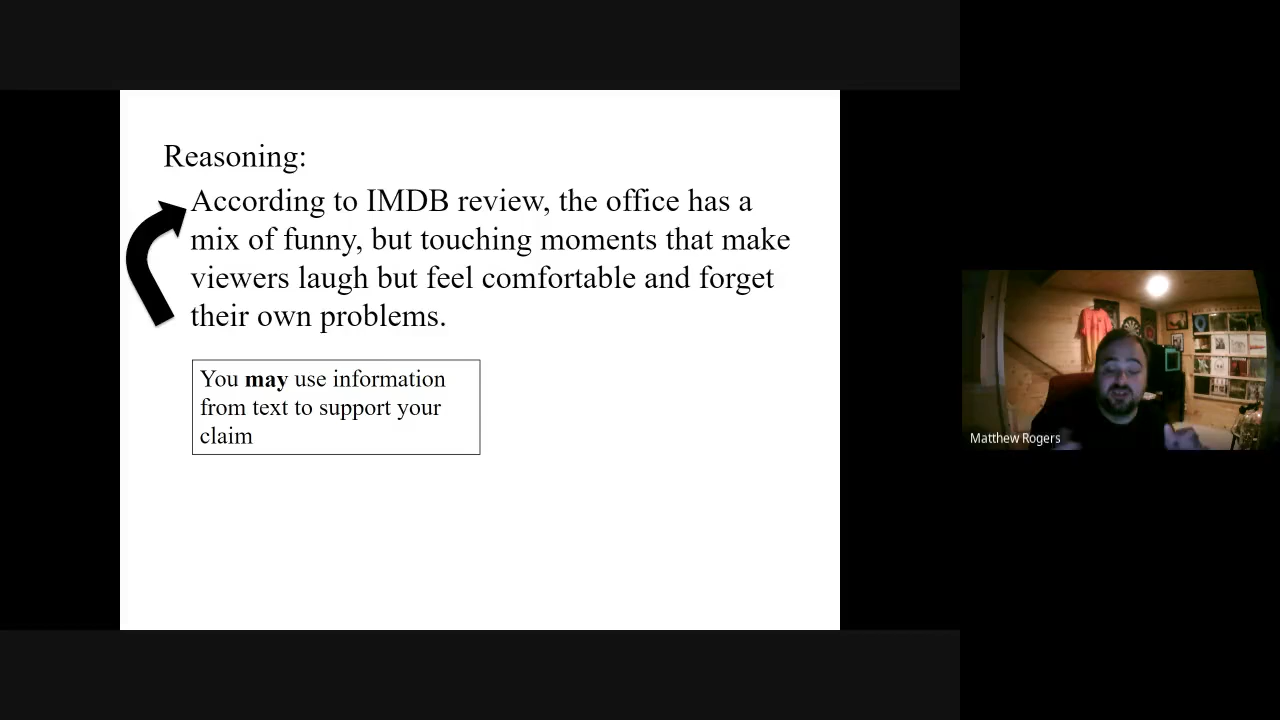 Reasoning:
According to IMDB review, the office has a
mix of funny, but touching moments that make
viewers laugh but feel comfortable and forget
their own problems.
You may use information
from text to support your
claim
Matthew Rogers